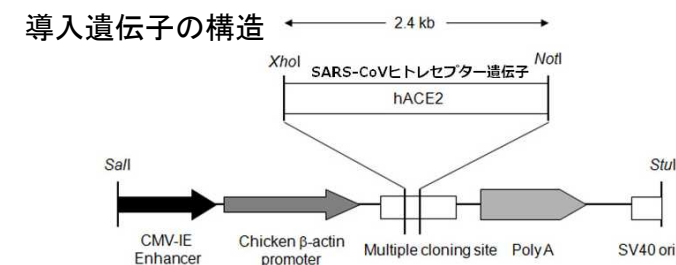 導入遺伝子の構造
2.4 kb
XhoI
SARS-CoVヒトレセプター遺伝子
NotI
hACE2
SalI
StuI
CMV-IE
Enhancer
Chicken β-actin
promoter
Multiple cloning site
Poly A
SV40 ori